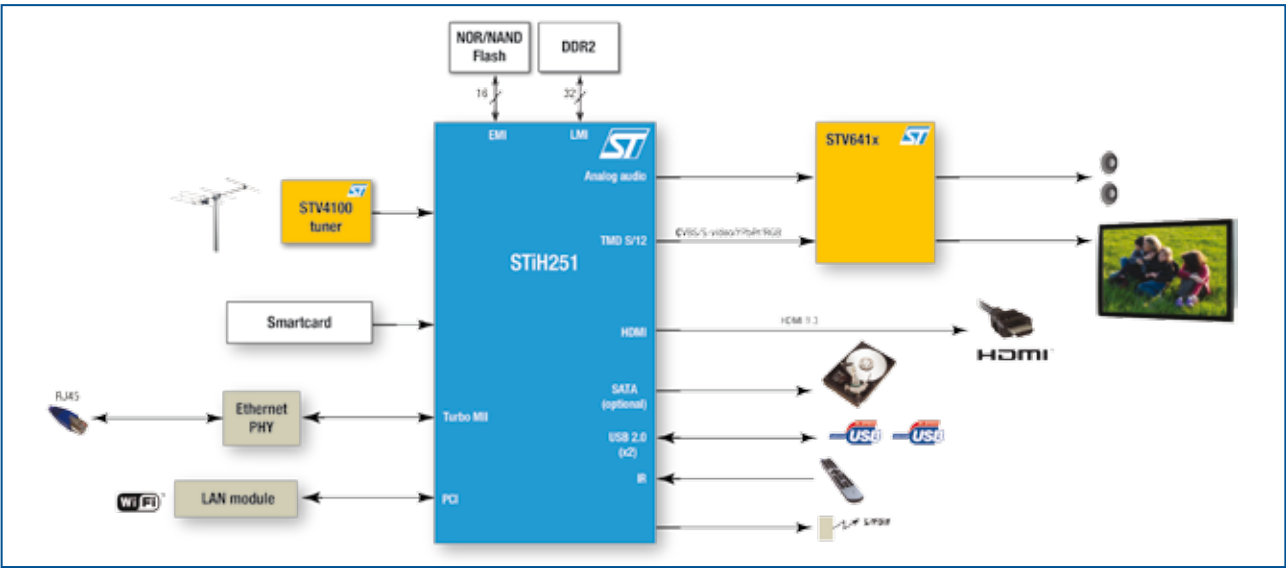 NOR/NAND
Flash
DDR2
16
32
EMI
LMI
ST
STV641x
ST
Analog audio
ST
STV4100
tuner
TMD S/12
CVBS/S-video/YPbPr/RGB
STiH251
Smartcard
HDMI
HDMI 1.3
HDMI
SATA
(optional)
RJ45
Ethernet
PHY
Turbo MII
USB 2.0
(x2)
USB
USB
IR
WiFi
LAN module
PCI
S/PDIF